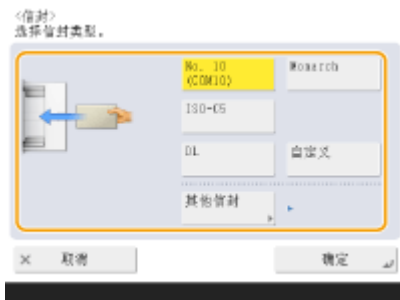 <信封>
选择信封类型。
No. 10
(COM10)
Monarch
ISO-C5
DL
自定义
其他信封
× 取消
确定